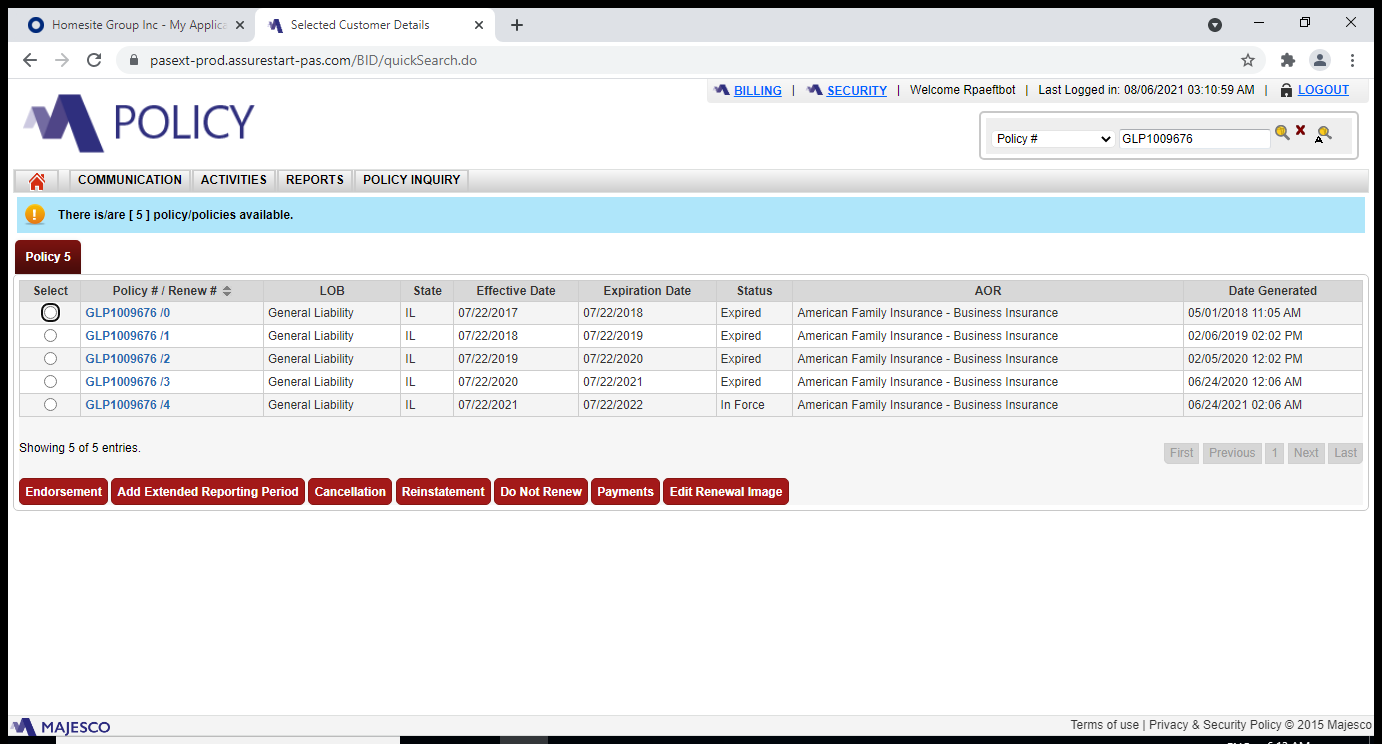 Homesite Group Inc - My Applica
Selected Customer Details
pasext-prod.assurestart-pas.com/BID/quickSearch.do
BILLING | SECURITY | Welcome Rpaeftbot | Last Logged in: 08/06/2021 03:10:59 AM | LOGOUT
POLICY
Policy # GLP1009676
COMMUNICATION ACTIVITIES REPORTS POLICY INQUIRY
There is/are [ 5 ] policy/policies available.
Policy 5
Select Policy # / Renew # LOB State Effective Date Expiration Date Status AOR Date Generated
GLP1009676 /0 General Liability IL 07/22/2017 07/22/2018 Expired American Family Insurance - Business Insurance 05/01/2018 11:05 AM
GLP1009676 /1 General Liability IL 07/22/2018 07/22/2019 Expired American Family Insurance - Business Insurance 02/06/2019 02:02 PM
GLP1009676 /2 General Liability IL 07/22/2019 07/22/2020 Expired American Family Insurance - Business Insurance 02/05/2020 12:02 PM
GLP1009676 /3 General Liability IL 07/22/2020 07/22/2021 Expired American Family Insurance - Business Insurance 06/24/2020 12:06 AM
GLP1009676 /4 General Liability IL 07/22/2021 07/22/2022 In Force American Family Insurance - Business Insurance 06/24/2021 02:06 AM
Showing 5 of 5 entries.
First Previous 1 Next Last
Endorsement Add Extended Reporting Period Cancellation Reinstatement Do Not Renew Payments Edit Renewal Image
MAJESCO
Terms of use | Privacy & Security Policy © 2015 Majesco